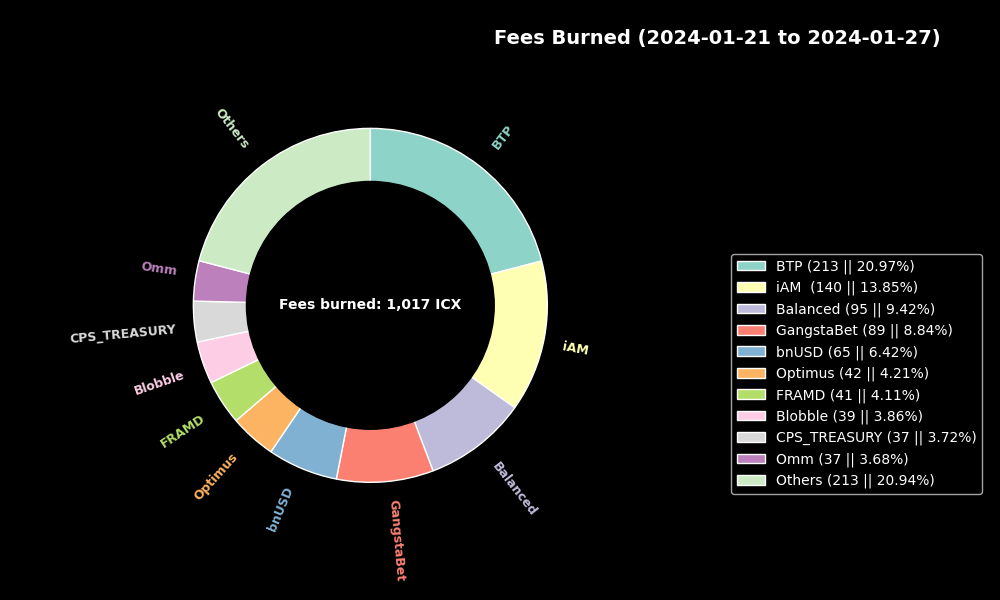 Fees Burned (2024-01-21 to 2024-01-27)
Others
BTP
Omm
CPS_TREASURY
Fees burned: 1,017 ICX
iAM
Blobble
FRAMD
Optimus
bnUSD
GangstaBet
Balanced
BTP (213 || 20.97%)
iAM  (140 || 13.85%)
Balanced (95 || 9.42%)
GangstaBet (89 || 8.84%)
bnUSD (65 || 6.42%)
Optimus (42 || 4.21%)
FRAMD (41 || 4.11%)
Blobble (39 || 3.86%)
CPS_TREASURY (37 || 3.72%)
Omm (37 || 3.68%)
Others (213 || 20.94%)